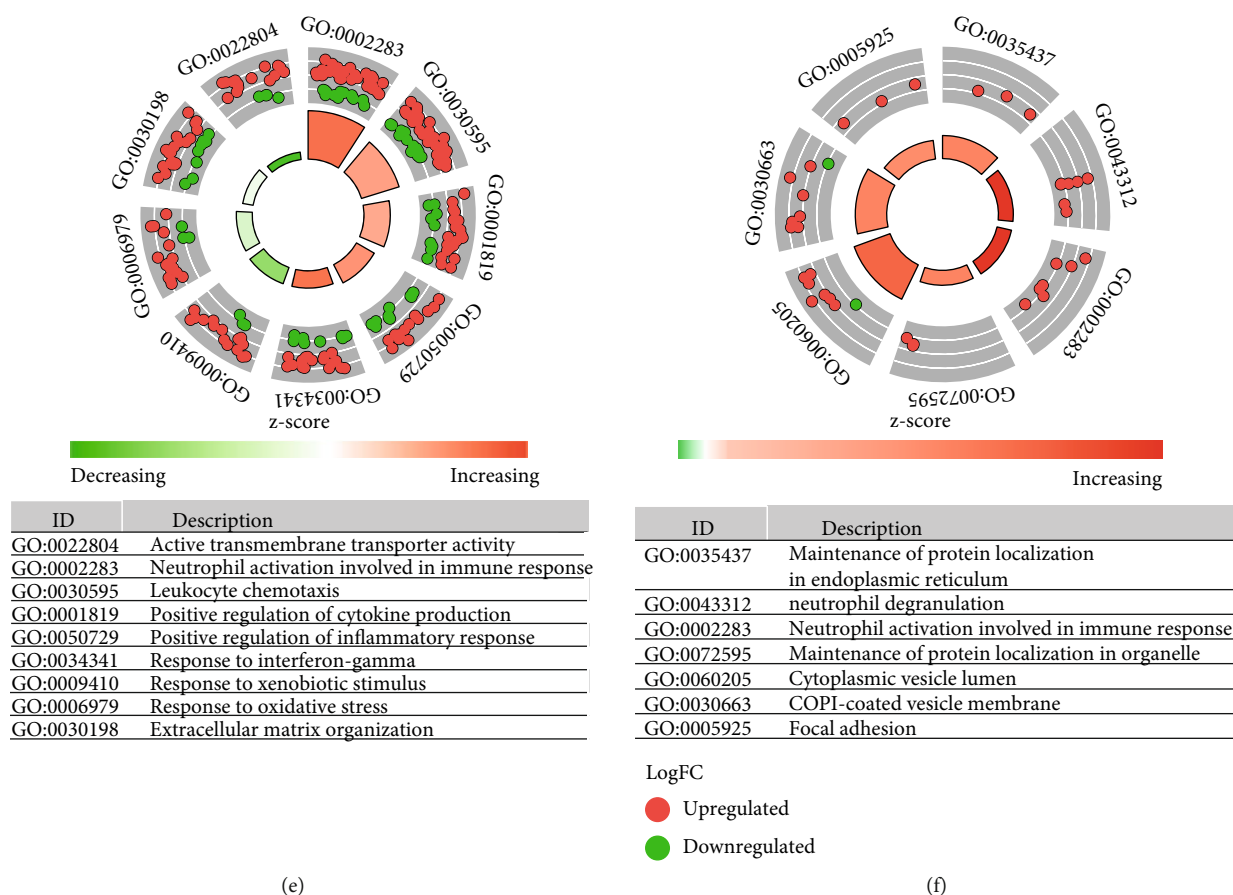 GO:0022804
GO:0002283
GO:0030595
GO:0001819
GO:0050729
GO:0034341
GO:0009410
GO:0006979
GO:0030198
z-score
Decreasing
Increasing
ID Description
GO:0022804 Active transmembrane transporter activity
GO:0002283 Neutrophil activation involved in immune response
GO:0030595 Leukocyte chemotaxis
GO:0001819 Positive regulation of cytokine production
GO:0050729 Positive regulation of inflammatory response
GO:0034341 Response to interferon-gamma
GO:0009410 Response to xenobiotic stimulus
GO:0006979 Response to oxidative stress
GO:0030198 Extracellular matrix organization
(e)
GO:0005925
GO:0035437
GO:0043312
GO:0002283
GO:0072595
GO:0060205
GO:0030663
z-score
Increasing
ID Description
GO:0035437 Maintenance of protein localization
in endoplasmic reticulum
GO:0043312 neutrophil degranulation
GO:0002283 Neutrophil activation involved in immune response
GO:0072595 Maintenance of protein localization in organelle
GO:0060205 Cytoplasmic vesicle lumen
GO:0030663 COPI-coated vesicle membrane
GO:0005925 Focal adhesion
LogFC
Upregulated
Downregulated
(f)